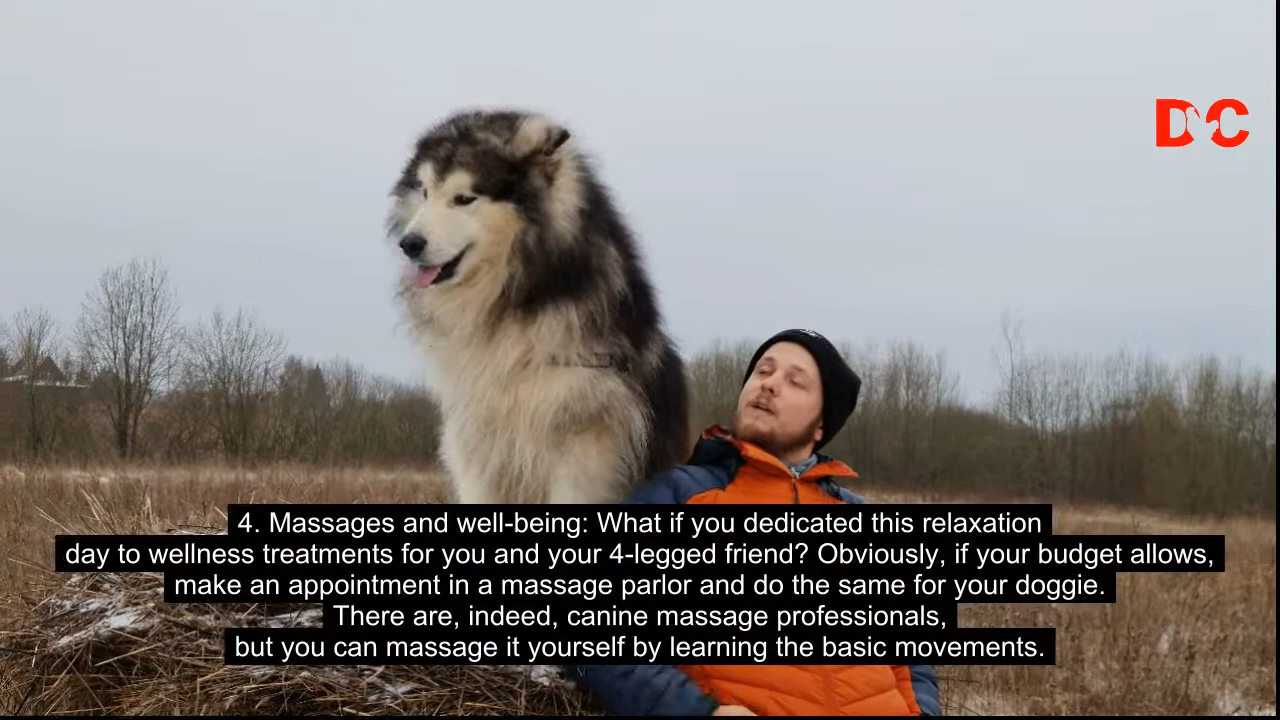 DC
4. Massages and well-being: What if you dedicated this relaxation
day to wellness treatments for you and your 4-legged friend? Obviously, if your budget allows,
make an appointment in a massage parlor and do the same for your doggie.
There are, indeed, canine massage professionals,
but you can massage it yourself by learning the basic movements.